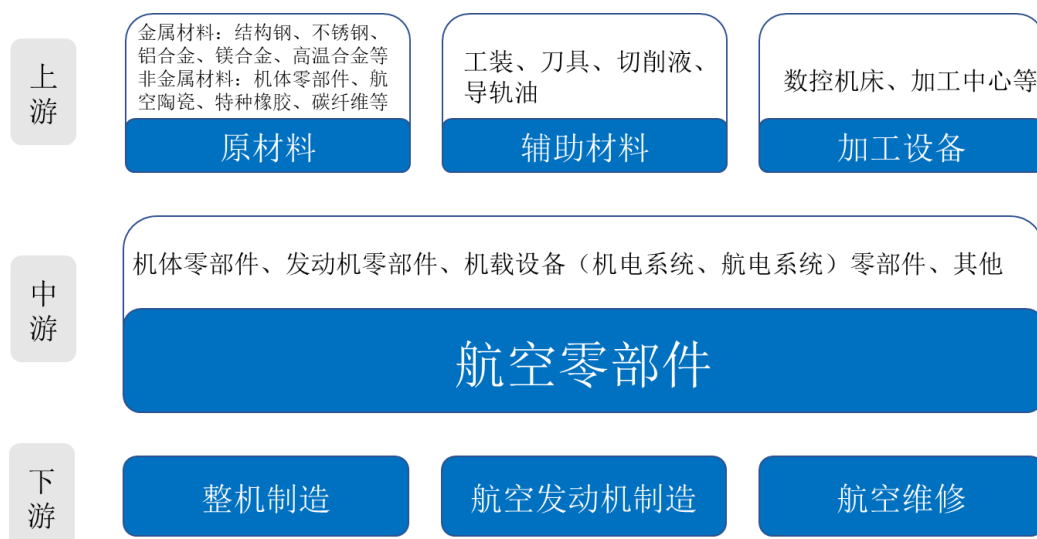 上游
金属材料：结构钢、不锈钢、
铝合金、镁合金、高温合金等
非金属材料：机体零部件、航
空陶瓷、特种橡胶、碳纤维等
原材料
工装、刀具、切削液、
导轨油
辅助材料
数控机床、加工中心等
加工设备
中游
机体零部件、发动机零部件、机载设备（机电系统、航电系统）零部件、其他
航空零部件
下游
整机制造
航空发动机制造
航空维修